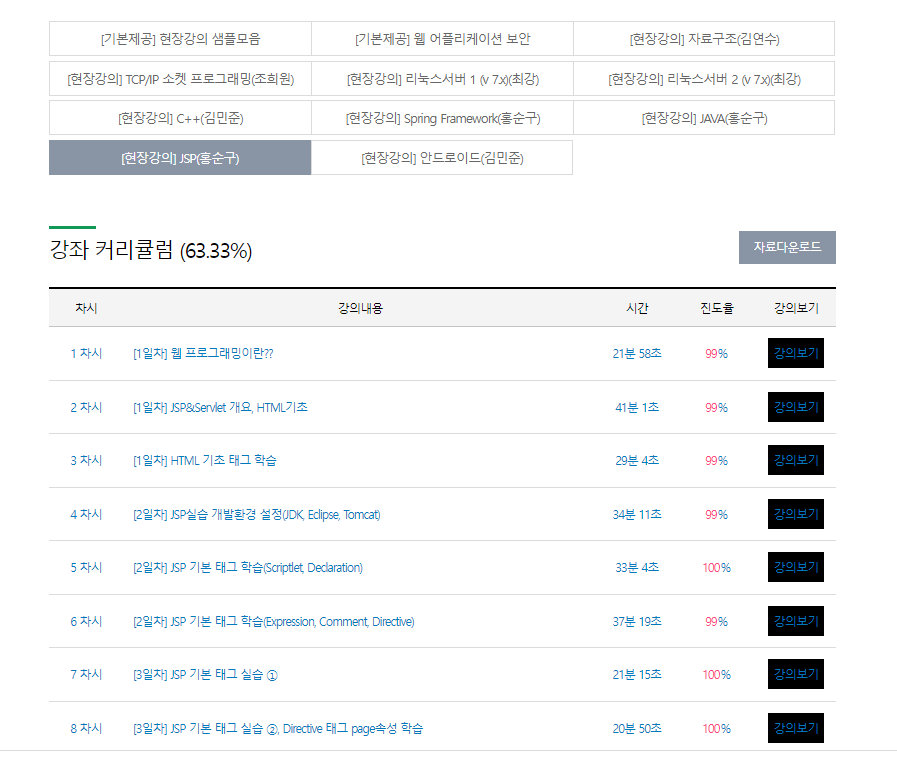 [기본제공] 현장강의 샘플모음 [기본제공] 웹 어플리케이션 보안 [현장강의] 자료구조(김연수)
[현장강의] TCP/IP 소켓 프로그래밍(조희원) [현장강의] 리눅스서버 1 (v 7.x)(최강) [현장강의] 리눅스서버 2 (v 7.x)(최강)
[현장강의] C++(김민준) [현장강의] Spring Framework(홍순구) [현장강의] JAVA(홍순구)
[현장강의] JSP(홍순구) [현장강의] 안드로이드(김민준)
강좌 커리큘럼 (63.33%) 자료다운로드
차시 강의내용 시간 진도율 강의보기
1 차시 [1일차] 웹 프로그래밍이란?? 21분 58초 99% 강의보기
2 차시 [1일차] JSP&Servlet 개요, HTML기초 41분 1초 99% 강의보기
3 차시 [1일차] HTML 기초 태그 학습 29분 4초 99% 강의보기
4 차시 [2일차] JSP실습 개발환경 설정(JDK, Eclipse, Tomcat) 34분 11초 99% 강의보기
5 차시 [2일차] JSP 기본 태그 학습(Scriptlet, Declaration) 33분 4초 100% 강의보기
6 차시 [2일차] JSP 기본 태그 학습(Expression, Comment, Directive) 37분 19초 99% 강의보기
7 차시 [3일차] JSP 기본 태그 실습 ① 21분 15초 100% 강의보기
8 차시 [3일차] JSP 기본 태그 실습 ②, Directive 태그 page속성 학습 20분 50초 100% 강의보기